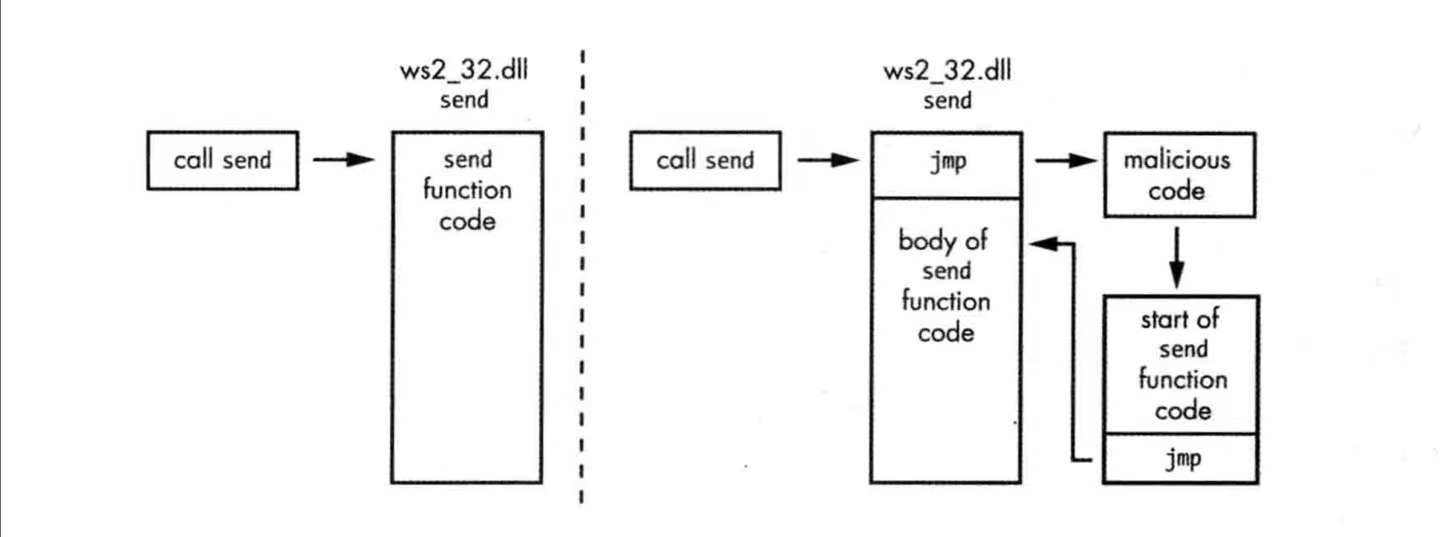 ws2_32.dll
send
call send
send
function
code
ws2_32.dll
send
call send
jmp
body of
send
function
code
malicious
code
start of
send
function
code
jmp